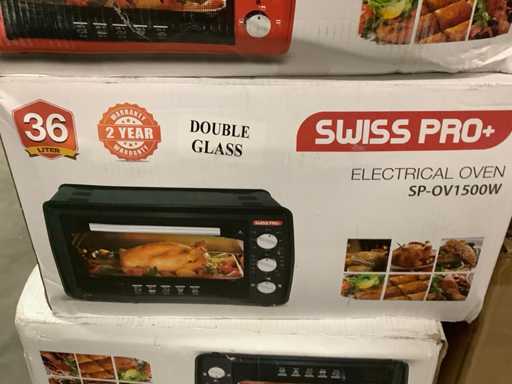 36
LITER
WARRANTY
2 YEAR
WARRANTY
DOUBLE
GLASS
SWISS PRO+
ELECTRICAL OVEN
SP-OV1500W
SWISS PRO+